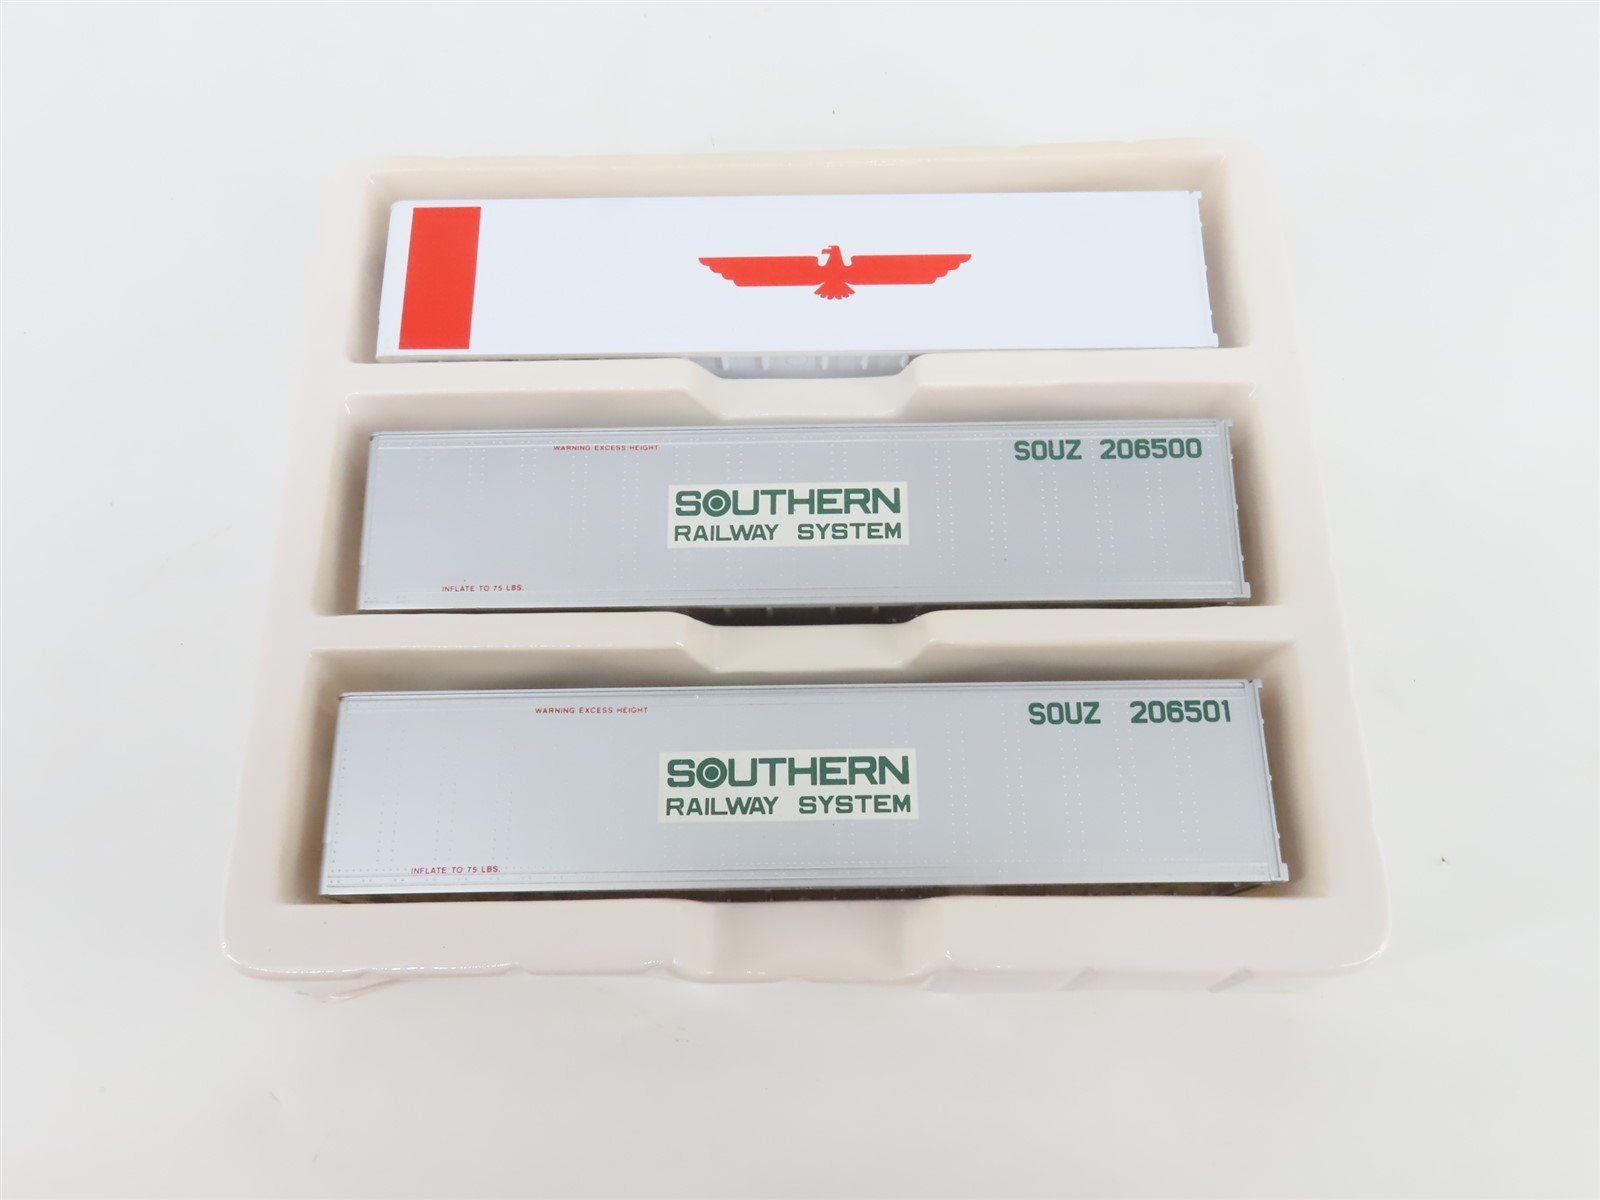 WARNING EXCESS HEIGHT
SOUZ 206500
SOUTHERN
RAILWAY SYSTEM
INFLATE TO 75 LBS.
WARNING EXCESS HEIGHT
SOUZ 206501
SOUTHERN
RAILWAY SYSTEM
INFLATE TO 75 LBS.